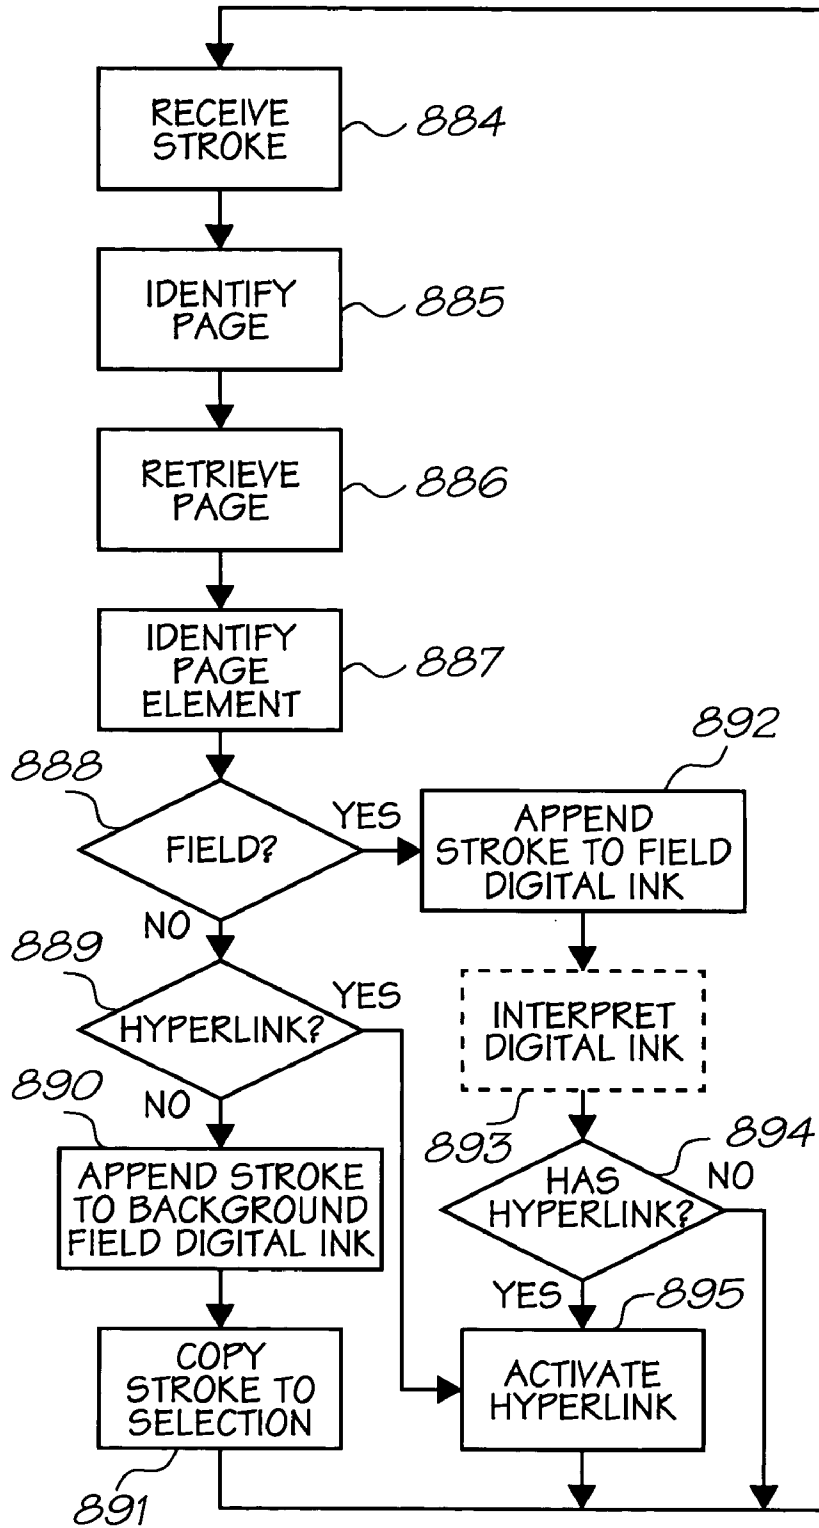 RECEIVE
STROKE
884
IDENTIFY
PAGE
885
RETRIEVE
PAGE
886
IDENTIFY
PAGE
ELEMENT
887
888
FIELD?
YES
NO
892
APPEND
STROKE TO FIELD
DIGITAL INK
889
HYPERLINK?
YES
NO
INTERPRET
DIGITAL INK
893
890
APPEND STROKE
TO BACKGROUND
FIELD DIGITAL INK
894
HAS
HYPERLINK?
NO
YES
895
COPY
STROKE TO
SELECTION
891
ACTIVATE
HYPERLINK